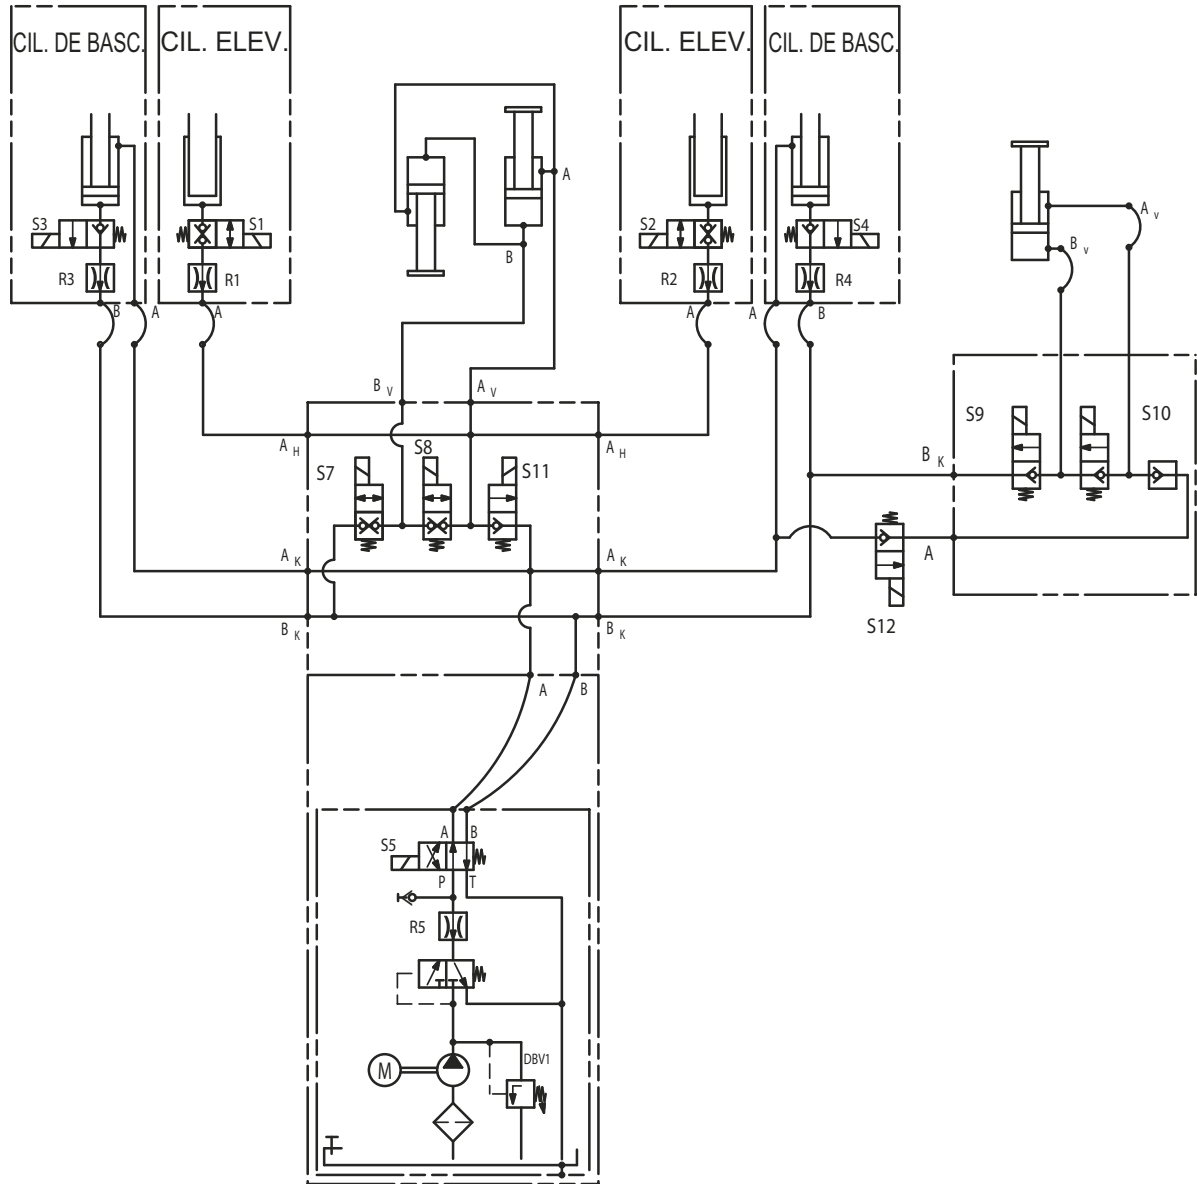 CIL. DE BASC.
CIL. ELEV.
CIL. ELEV.
CIL. DE BASC.
A
A V
S3
S1
S2
S4
B
B V
R3
R1
R2
R4
B
A
A
A
A
B
B V
A V
S9
S10
A H
S8
A H
S7
S11
B K
A K
A K
A
S12
B K
B K
A
B
A
B
S5
P
T
R5
DBV1
M